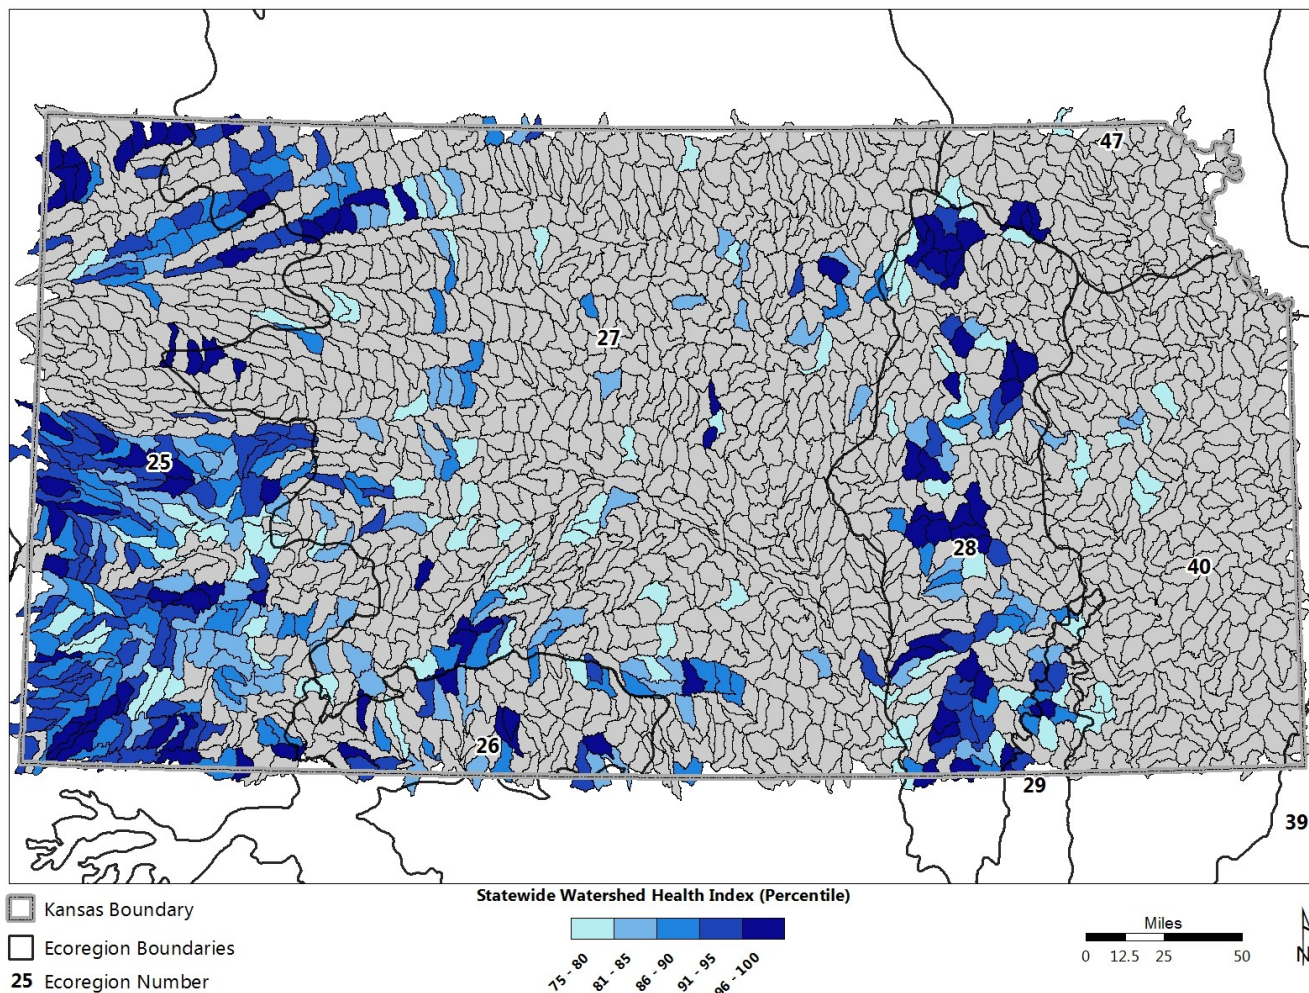 47
27
25
28
40
26
29
39
Statewide Watershed Health Index (Percentile)
Kansas Boundary
Ecoregion Boundaries
25 Ecoregion Number
75 - 80
81 - 85
86 - 90
91 - 95
96 - 100
Miles
0 12.5 25 50
N